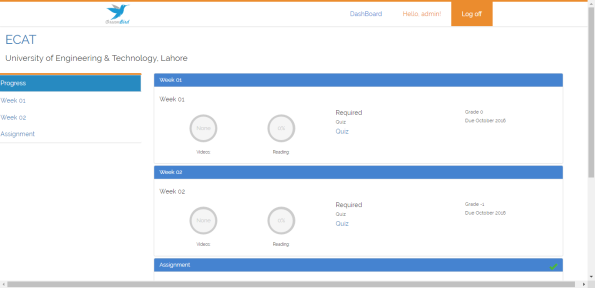 DashBoard
Hello, admin!
Log off
ECAT
University of Engineering & Technology, Lahore
Progress
Week 01
Week 02
Assignment
Week 01
Week 01
None
0%
Videos
Reading
Required
Quiz
Quiz
Grade 0
Due October 2016
Week 02
Week 02
None
0%
Videos
Reading
Required
Quiz
Quiz
Grade -1
Due October 2016
Assignment